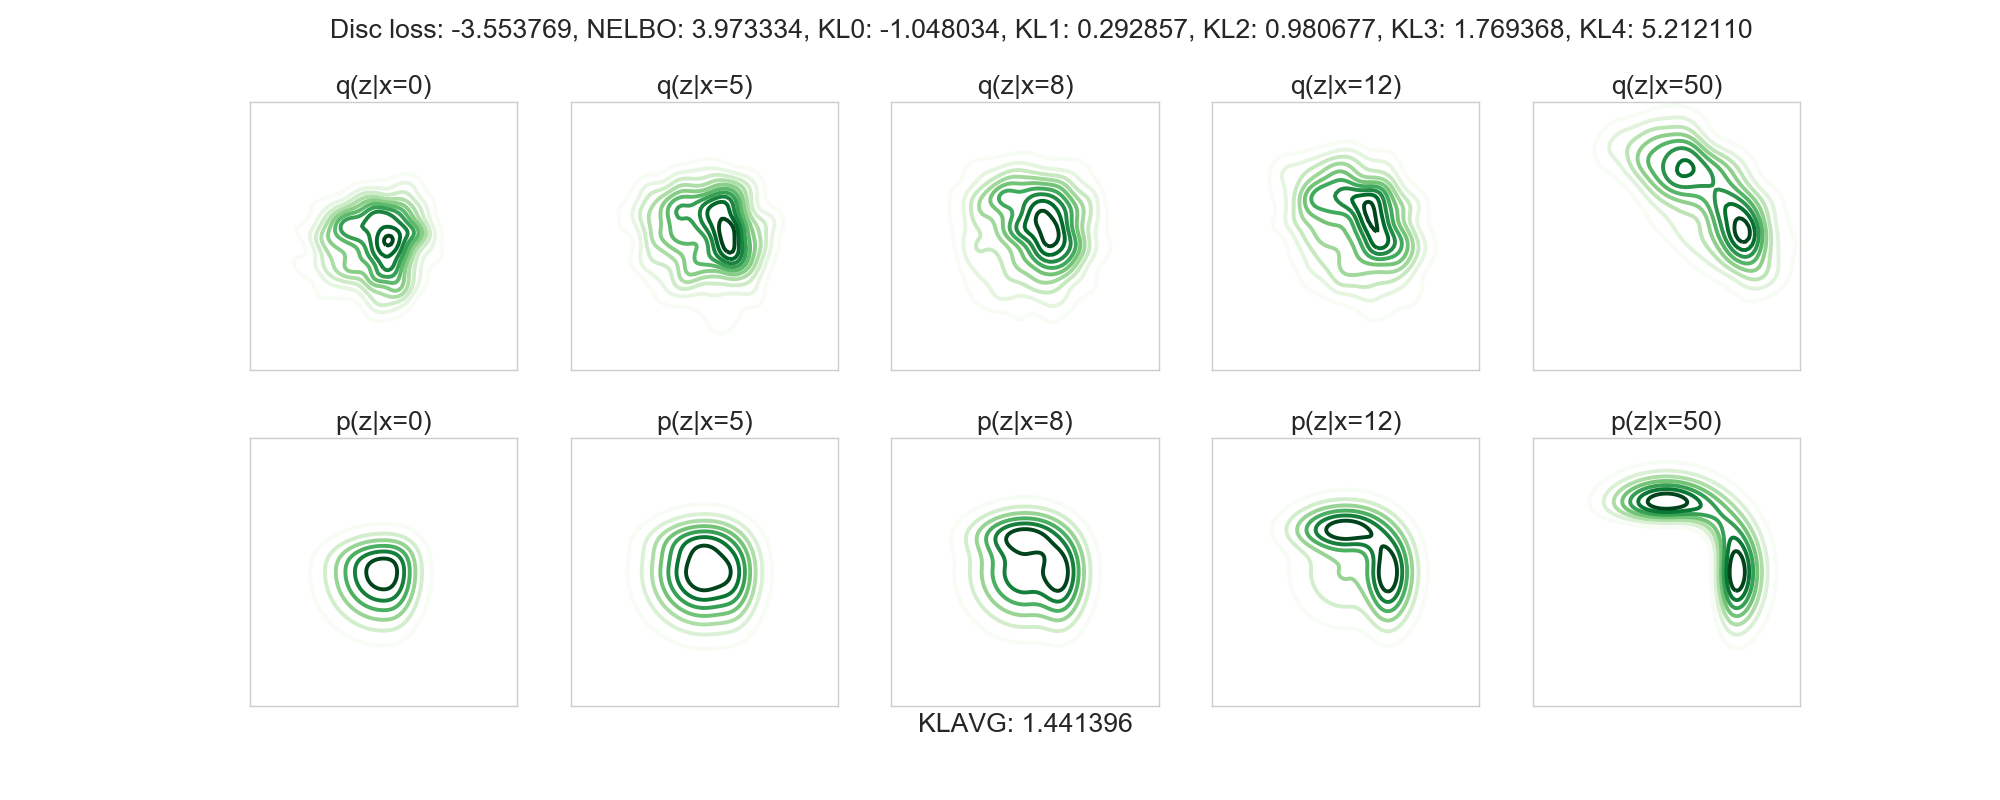 Disc loss: -3.553769, NELBO: 3.973334, KL0: -1.048034, KL1: 0.292857, KL2: 0.980677, KL3: 1.769368, KL4: 5.212110
q(z|x=0) q(z|x=5) q(z|x=8) q(z|x=12) q(z|x=50)
p(z|x=0) p(z|x=5) p(z|x=8) p(z|x=12) p(z|x=50)
KLAVG: 1.441396